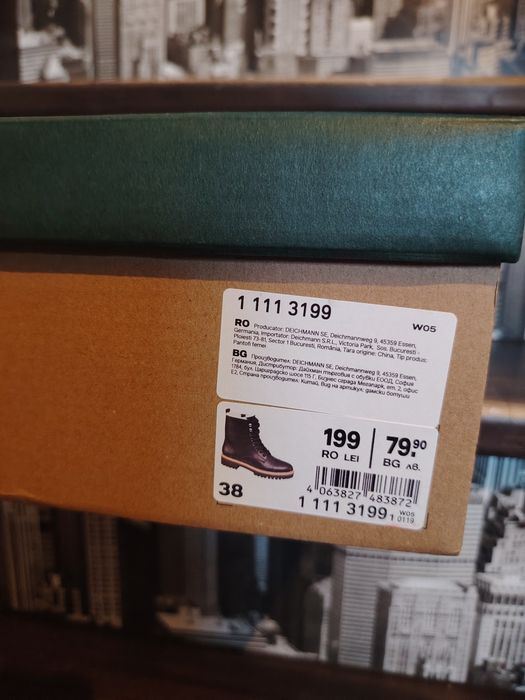 1 111 3199
W05
RO Producator: DEICHMANN SE, Deichmannweg 9, 45359 Essen,
Germania, Importator: Deichmann S.R.L., Victoria Park, Sos. Bucuresti -
Ploiesti 73-81, Sector 1 Bucuresti, România, Tara origine: China, Tip produs:
Pantofi femei
BG Производител: DEICHMANN SE, Deichmannweg 9, 45359 Essen,
Германия, Дистрибутор: Дайхман търговия с обувки ЕООД, София
1784, бул. Цариградско шосе 115 Г, Бизнес сграда Мегапарк, ет. 2, офис
Е2, Страна производител: Китай, Вид на артикул: дамски ботуши
199 79.90
RO LEI BG лв.
4 063827 483872
38
1 111 3199 W05
1 0119